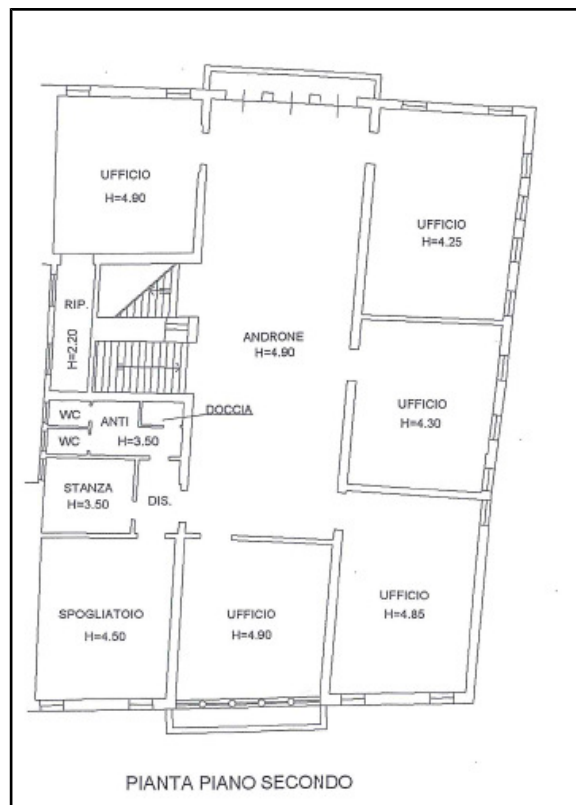 UFFICIO
H=4.90
UFFICIO
H=4.25
RIP.
H=2.20
ANDRONE
H=4.90
WC
ANTI
DOCCIA
WC
H=3.50
UFFICIO
H=4.30
STANZA
H=3.50
DIS.
SPOGLIATOIO
H=4.50
UFFICIO
H=4.90
UFFICIO
H=4.85
PIANTA PIANO SECONDO